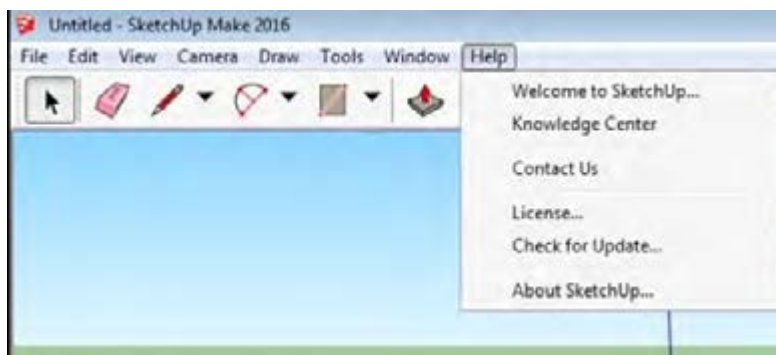 Untitled - SketchUp Make 2016
File Edit View Camera Draw Tools Window Help
Welcome to SketchUp...
Knowledge Center
Contact Us
License...
Check for Update...
About SketchUp...